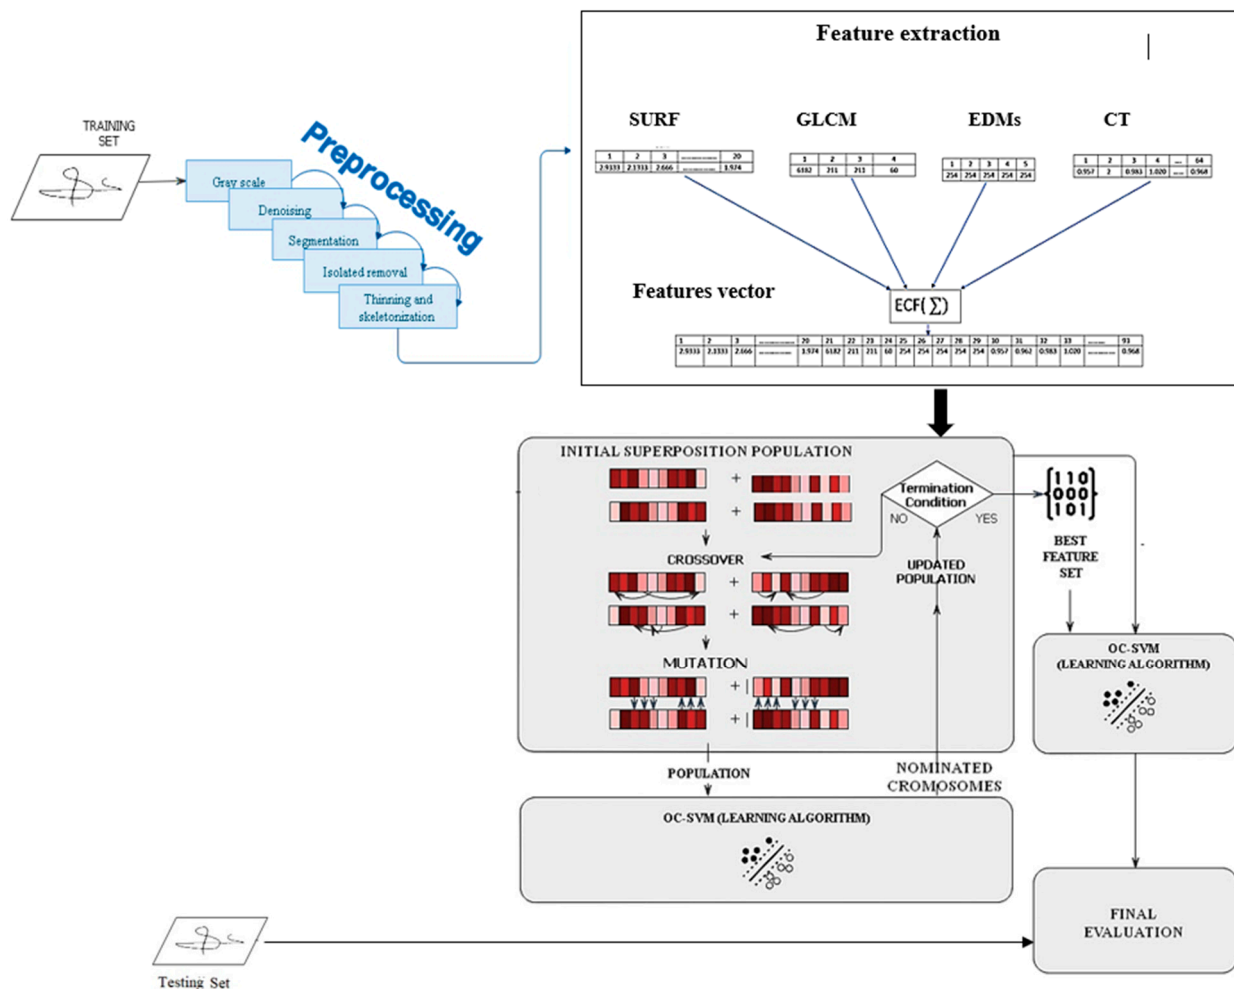 Feature extraction
TRAINING
SET
Preprocessing
Gray scale
Denoising
Segmentation
Isolated removal
Thinning and
skeletonization
SURF GLCM EDMs CT
1 2 3 20
2.9333 2.1333 2.666 1.974
1 2 3 4
6182 211 211 60
1 2 3 4 5
254 254 254 254 254
1 2 3 4 64
0.957 2 0.983 1.020 0.968
Features vector
ECF(∑)
1 2 3 20 21 22 23 24 25 26 27 28 29 30 31 32 33 93
2.9333 2.1333 2.666 1.974 6182 211 211 60 254 254 254 254 254 0.957 0.962 0.983 1.020 0.968
INITIAL SUPERPOSITION POPULATION
+
+
Termination
Condition
NO YES
110
000
101
BEST
FEATURE
SET
CROSSOVER
+
+
UPDATED
POPULATION
MUTATION
+
+
OC-SVM
(LEARNING ALGORITHM)
POPULATION
NOMINATED
CROMOSOMES
OC-SVM (LEARNING ALGORITHM)
FINAL
EVALUATION
Testing Set